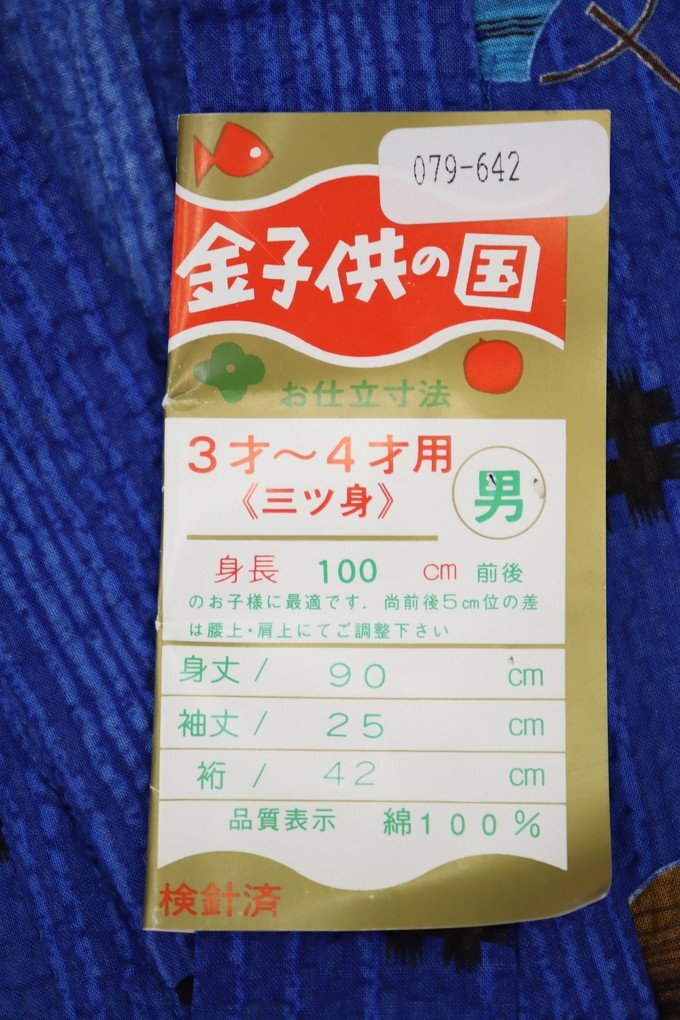 079-642
金子供の国
お仕立寸法
3才～4才用
《三ツ身》
男
身長 100 cm 前後
のお子様に最適です．尚前後5cm位の差
は腰上・肩上にてご調整下さい
身丈 / 90 cm
袖丈 / 25 cm
裄 / 42 cm
品質表示 綿100%
検針済